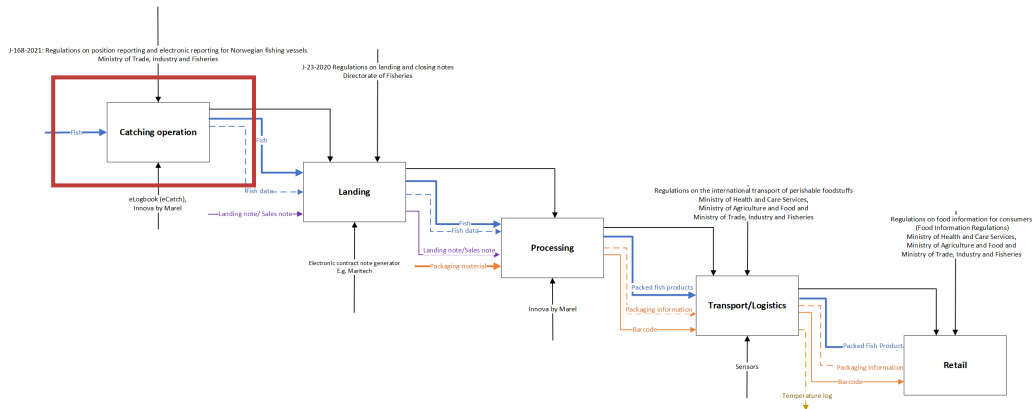 J-168-2021: Regulations on position reporting and electronic reporting for Norwegian fishing vessels
Ministry of Trade, Industry and Fisheries
J-23-2020 Regulations on landing and closing notes
Directorate of Fisheries
Fish
Catching operation
Fish
eLogbook (eCatch),
Innova by Marel
Fish data
Landing
Landing note/ Sales note
Electronic contract note generator
E.g. Maritech
Fish
Fish data
Landing note/Sales note
Packaging material
Processing
Innova by Marel
Regulations on the international transport of perishable foodstuffs
Ministry of Health and Care Services,
Ministry of Agriculture and Food and
Ministry of Trade, Industry and Fisheries
Packed fish products
Packaging information
Barcode
Transport/Logistics
Sensors
Regulations on food information for consumers
(Food Information Regulations)
Ministry of Health and Care Services,
Ministry of Agriculture and Food and
Ministry of Trade, Industry and Fisheries
Packed Fish Product
Packaging information
Barcode
Temperature log
Retail